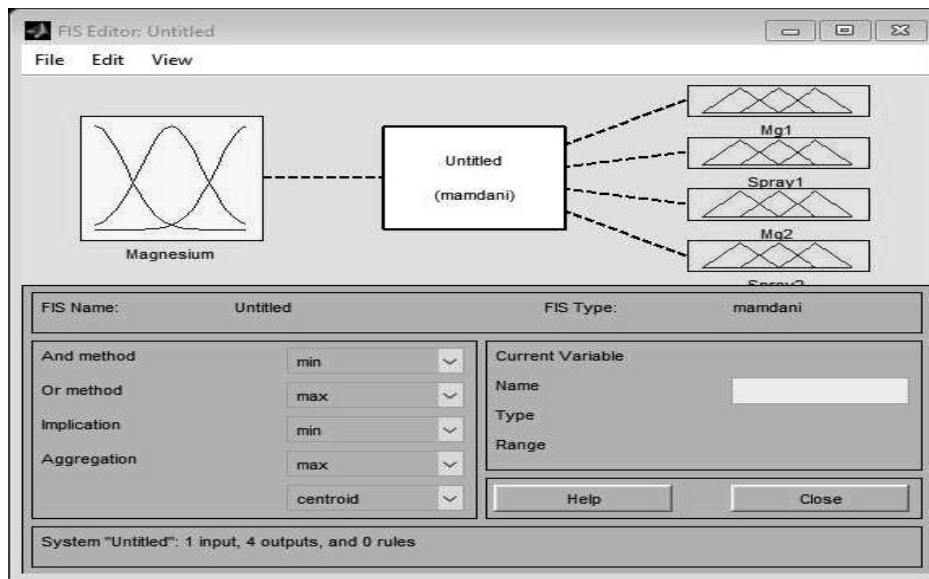 FIS Editor: Untitled
File Edit View
Mg1
Untitled
(mamdani)
Spray1
Mg2
Magnesium
FIS Name: Untitled FIS Type: mamdani
And method min
Or method max
Implication min
Aggregation max
centroid
Current Variable
Name
Type
Range
Help Close
System "Untitled": 1 input, 4 outputs, and 0 rules